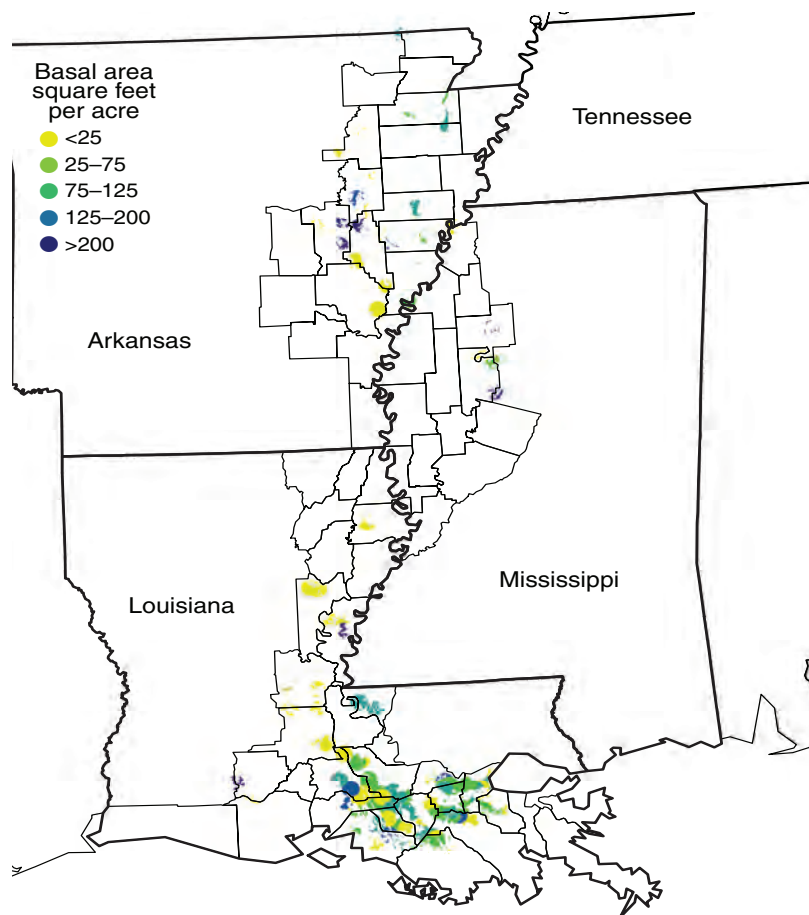 Basal area
square feet
per acre
<25
25–75
75–125
125–200
>200
Tennessee
Arkansas
Mississippi
Louisiana